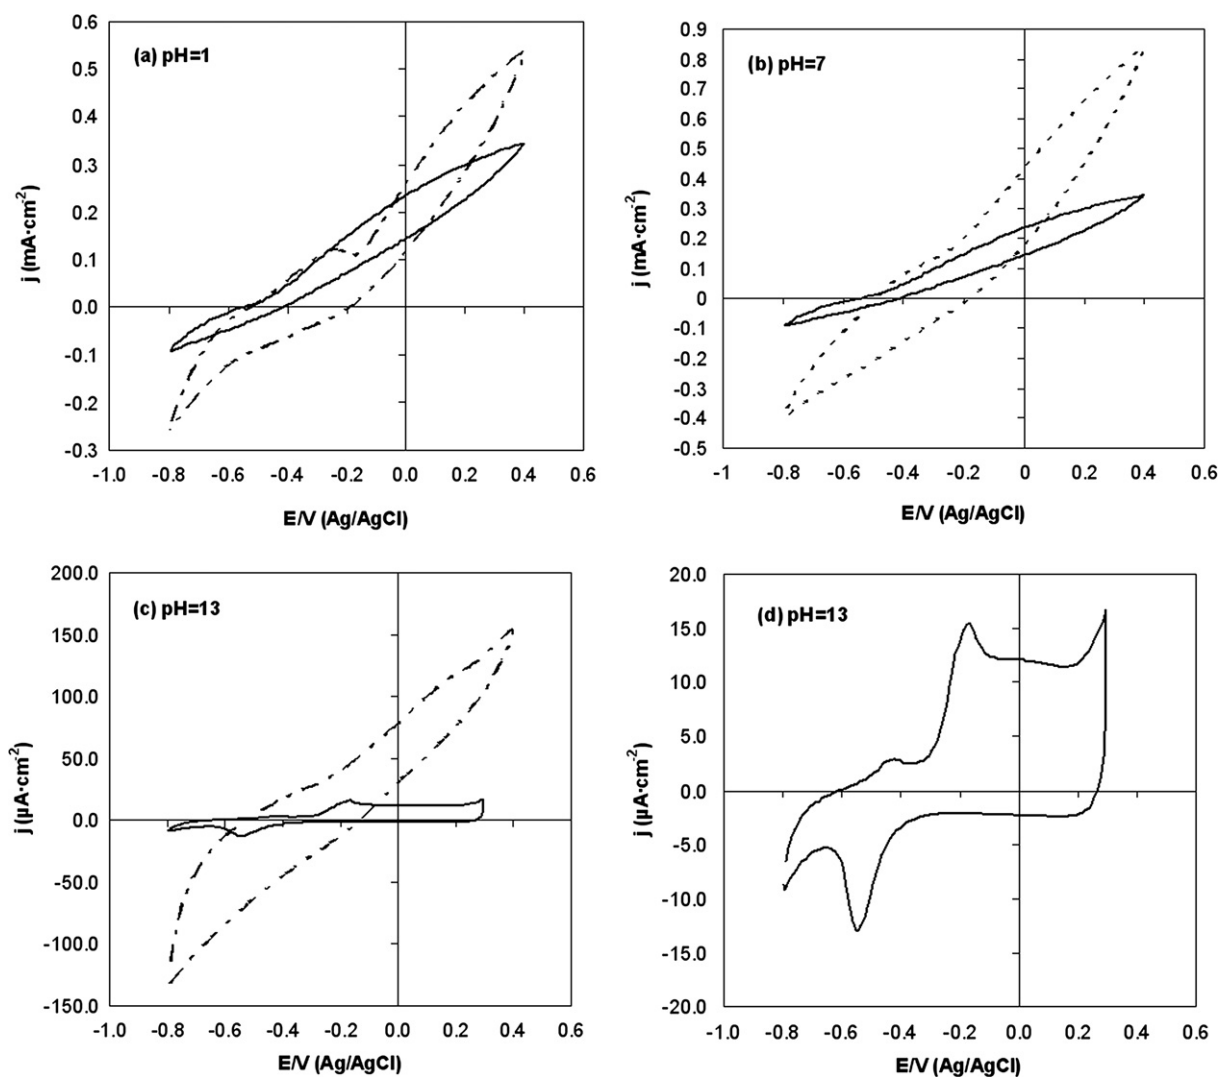 (a) pH=1
j (mA·cm-2)
0.6
0.5
0.4
0.3
0.2
0.1
0.0
-0.1
-0.2
-0.3
-1.0 -0.8 -0.6 -0.4 -0.2 0.0 0.2 0.4 0.6
E/V (Ag/AgCl)
(b) pH=7
j (mA·cm-2)
0.9
0.8
0.7
0.6
0.5
0.4
0.3
0.2
0.1
0
-0.1
-0.2
-0.3
-0.4
-0.5
-1 -0.8 -0.6 -0.4 -0.2 0.0 0.2 0.4 0.6
E/V (Ag/AgCl)
(c) pH=13
j (µA·cm-2)
200.0
150.0
100.0
50.0
0.0
-50.0
-100.0
-150.0
-1.0 -0.8 -0.6 -0.4 -0.2 0.0 0.2 0.4 0.6
E/V (Ag/AgCl)
(d) pH=13
j (µA·cm-2)
20.0
15.0
10.0
5.0
0.0
-5.0
-10.0
-15.0
-20.0
-1.0 -0.8 -0.6 -0.4 -0.2 0.0 0.2 0.4 0.6
E/V (Ag/AgCl)